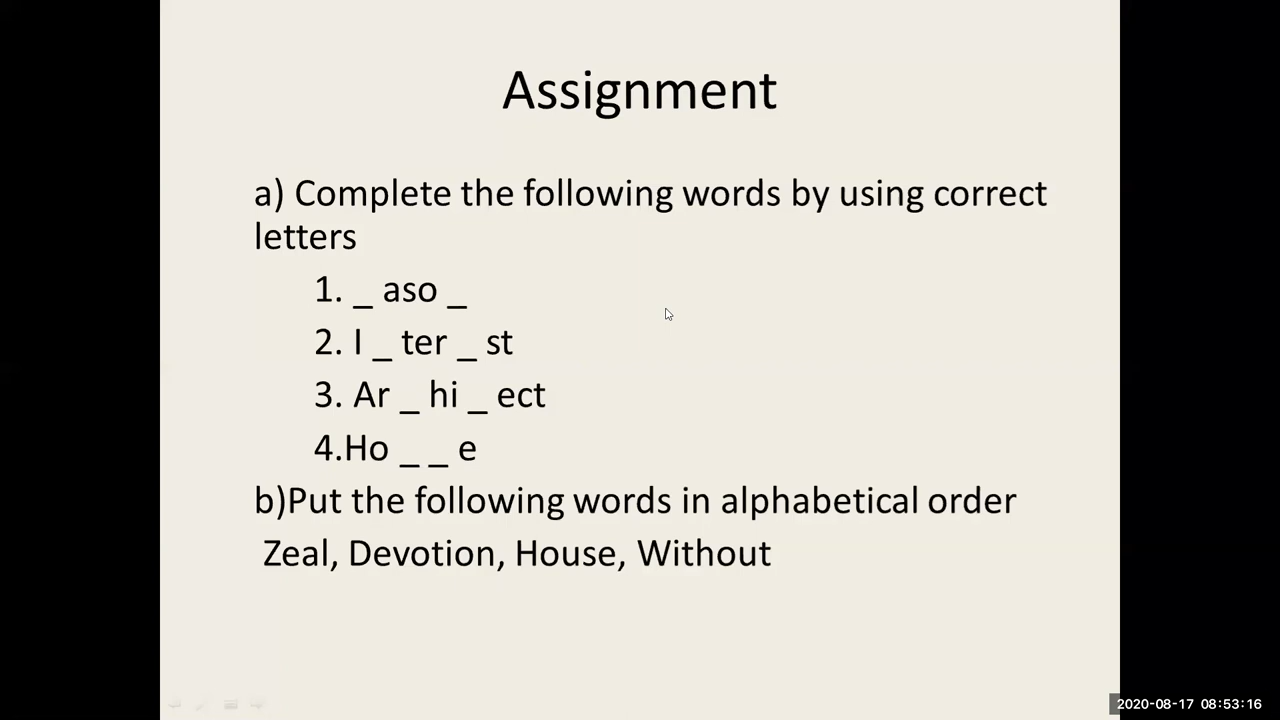 Assignment
a) Complete the following words by using correct
letters
1. _ aso _
2. I _ ter _ st
3. Ar _ hi _ ect
4.Ho _ _ e
b)Put the following words in alphabetical order
Zeal, Devotion, House, Without
2020-08-17 08:53:16